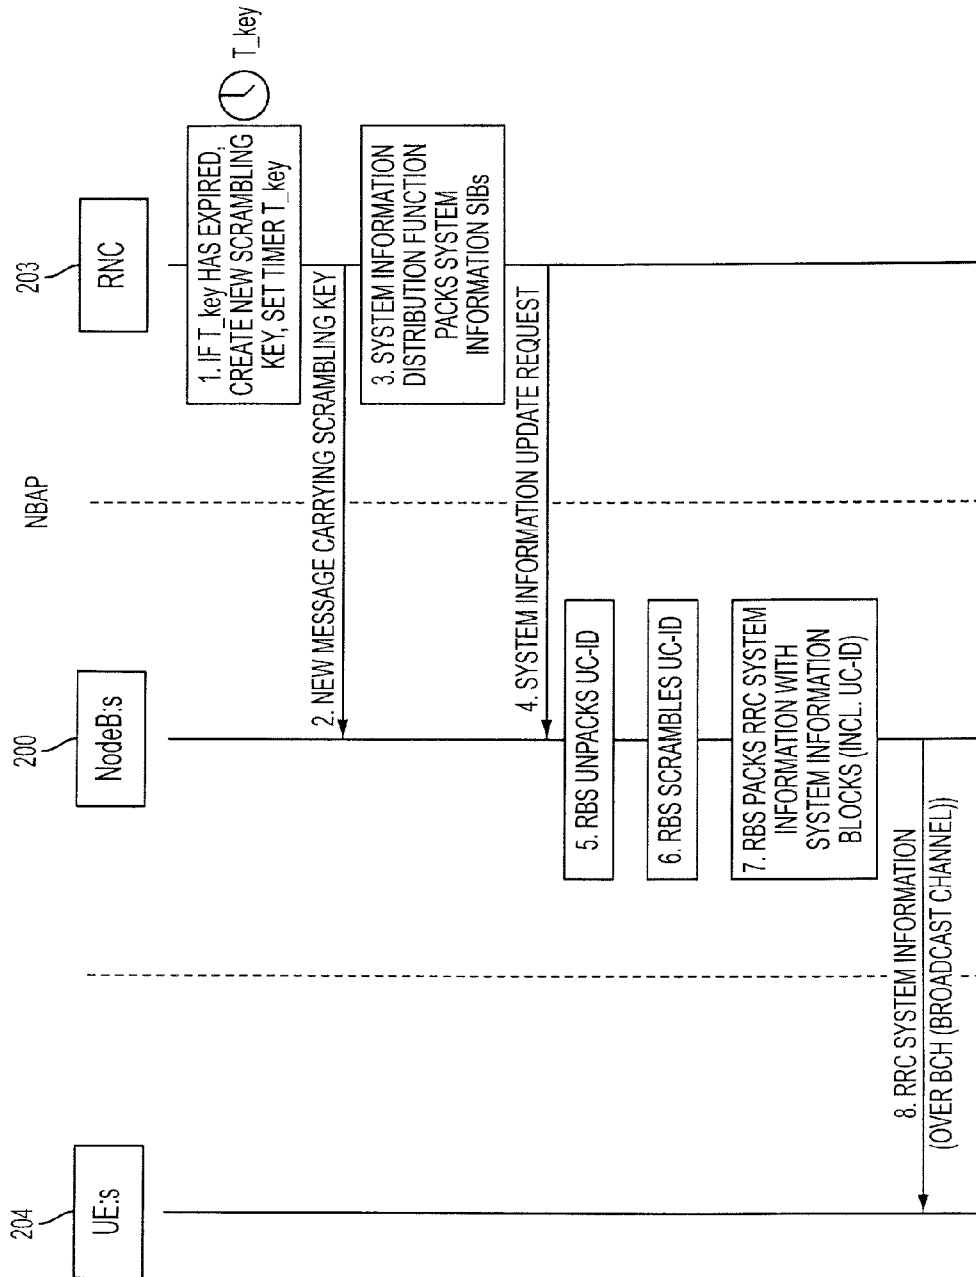 204
UE:s
200
NodeB:s
NBAP
203
RNC
1. IF T_key HAS EXPIRED,
CREATE NEW SCRAMBLING
KEY, SET TIMER T_key
T_key
2. NEW MESSAGE CARRYING SCRAMBLING KEY
3. SYSTEM INFORMATION
DISTRIBUTION FUNCTION
PACKS SYSTEM
INFORMATION SIBs
4. SYSTEM INFORMATION UPDATE REQUEST
5. RBS UNPACKS UC-ID
6. RBS SCRAMBLES UC-ID
7. RBS PACKS RRC SYSTEM
INFORMATION WITH
SYSTEM INFORMATION
BLOCKS (INCL. UC-ID)
8. RRC SYSTEM INFORMATION
(OVER BCH (BROADCAST CHANNEL))